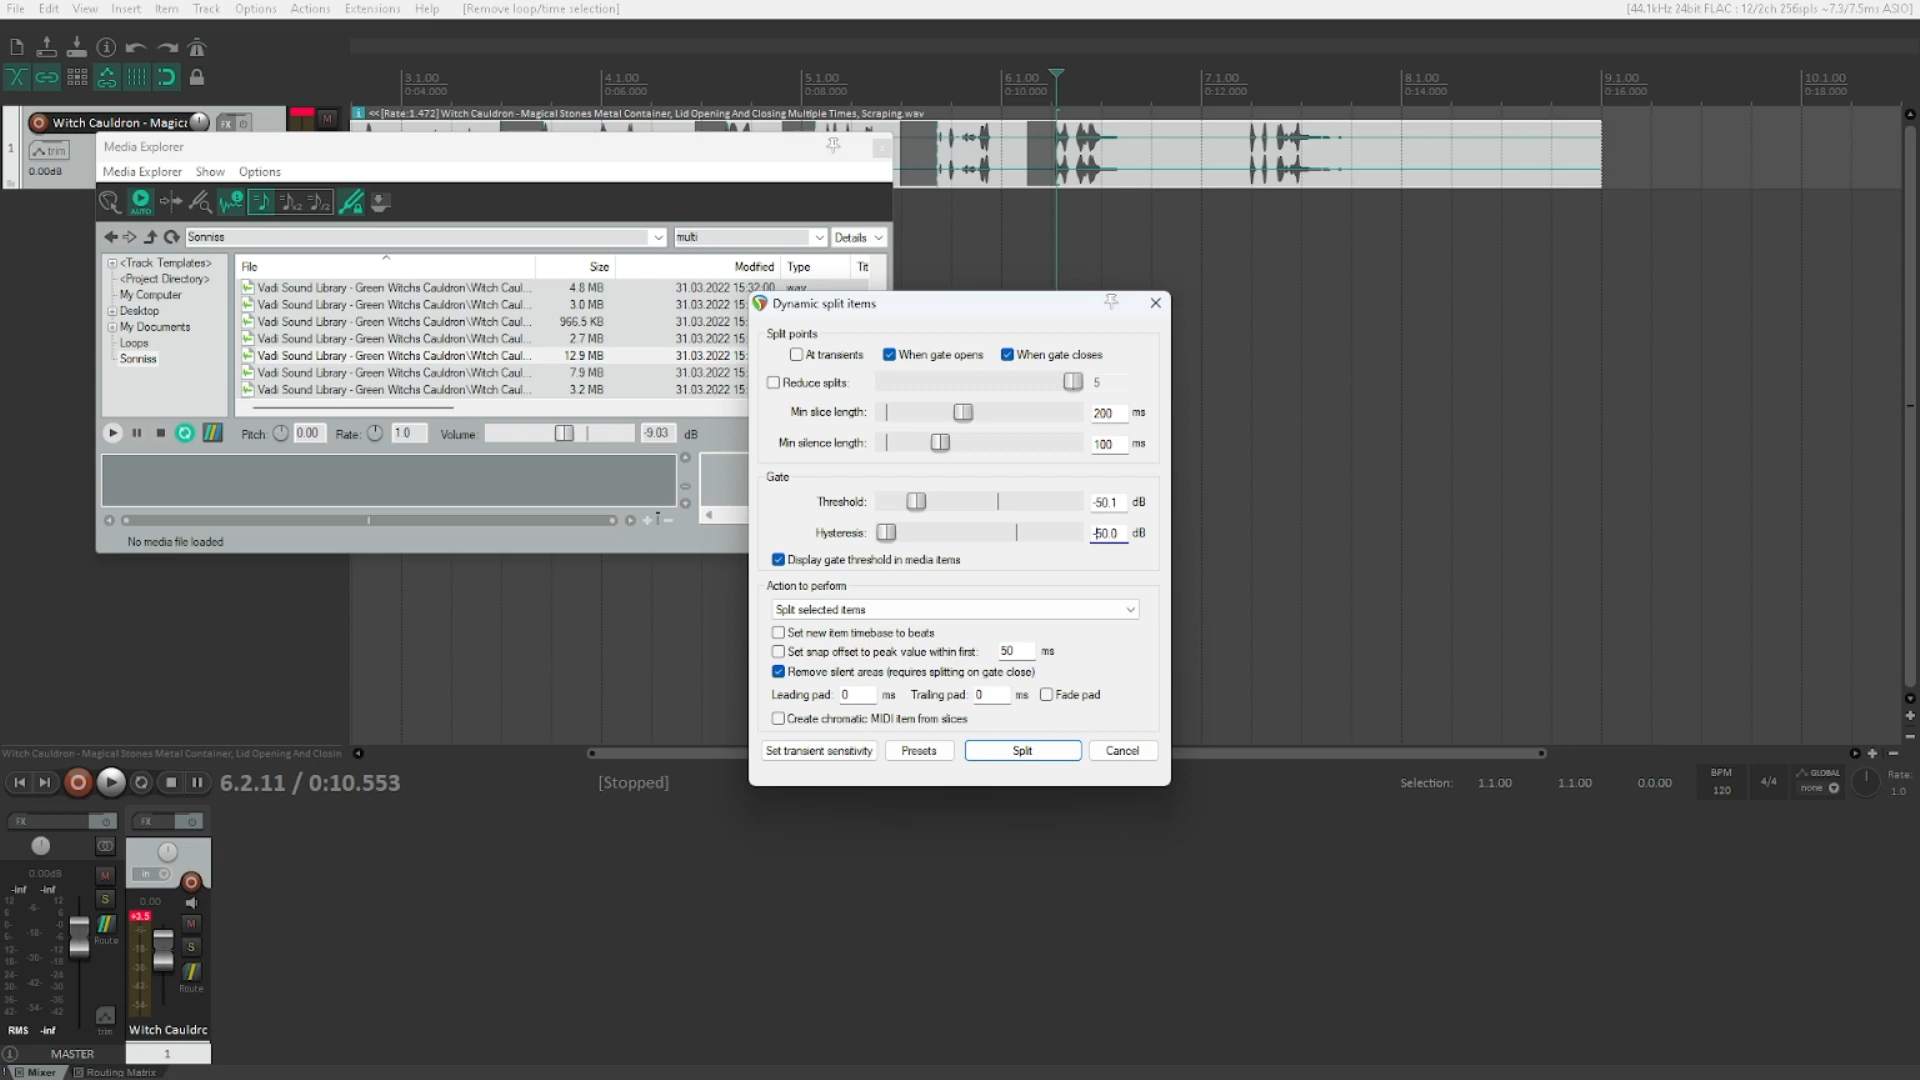 File Edit View Insert Item Track Options Actions Extensions Help [Remove loop/time selection]
[44.1kHz 24bit FLAC : 12/2ch 256spls ~7.3/7.5ms ASIO]
3.1.00 4.1.00 5.1.00 6.1.00 7.1.00 8.1.00 9.1.00 10.1.00
0:04.000 0:06.000 0:08.000 0:10.000 0:12.000 0:14.000 0:16.000 0:18.000
1
Witch Cauldron - Magica
FX
M
trim
0.00dB
<<[Rate:1.472] Witch Cauldron - Magical Stones Metal Container, Lid Opening And Closing Multiple Times, Scraping.wav
Media Explorer
Media Explorer Show Options
AUTO
x2
/2
Sonniss
multi
Details
<Track Templates>
<Project Directory>
My Computer
Desktop
My Documents
Loops
Sonniss
File Size Modified Type Tit
Vadi Sound Library - Green Witchs Cauldron\Witch Caul... 4.8 MB 31.03.2022 15:32:00 wav
Vadi Sound Library - Green Witchs Cauldron\Witch Caul... 3.0 MB 31.03.2022 15:
Vadi Sound Library - Green Witchs Cauldron\Witch Caul... 966.5 KB 31.03.2022 15:
Vadi Sound Library - Green Witchs Cauldron\Witch Caul... 2.7 MB 31.03.2022 15:
Vadi Sound Library - Green Witchs Cauldron\Witch Caul... 12.9 MB 31.03.2022 15:
Vadi Sound Library - Green Witchs Cauldron\Witch Caul... 7.9 MB 31.03.2022 15:
Vadi Sound Library - Green Witchs Cauldron\Witch Caul... 3.2 MB 31.03.2022 15:
Pitch: 0.00 Rate: 1.0 Volume: -9.03 dB
No media file loaded
Dynamic split items
Split points
At transients When gate opens When gate closes
Reduce splits: 5
Min slice length: 200 ms
Min silence length: 100 ms
Gate
Threshold: -50.1 dB
Hysteresis: -60.0 dB
Display gate threshold in media items
Action to perform
Split selected items
Set new item timebase to beats
Set snap offset to peak value within first: 50 ms
Remove silent areas (requires splitting on gate close)
Leading pad: 0 ms Trailing pad: 0 ms Fade pad
Create chromatic MIDI item from slices
Set transient sensitivity Presets Split Cancel
Witch Cauldron - Magical Stones Metal Container, Lid Opening And Closin
6.2.11 / 0:10.553
[Stopped]
Selection: 1.1.00 1.1.00 0.0.00
BPM
120
4/4
GLOBAL
none
Rate:
1.0
FX
FX
in
0.00dB
-inf -inf
M
S
Route
trim
RMS -inf
MASTER
0.00
+3.5
M
S
Route
Witch Cauldrc
1
Mixer
Routing Matrix